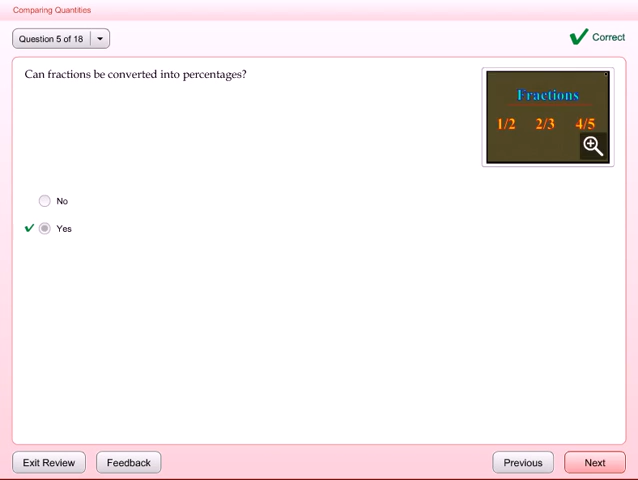 Comparing Quantities
Question 5 of 18
Correct
Can fractions be converted into percentages?
Fractions
1/2 2/3 4/5
No
Yes
Exit Review
Feedback
Previous
Next